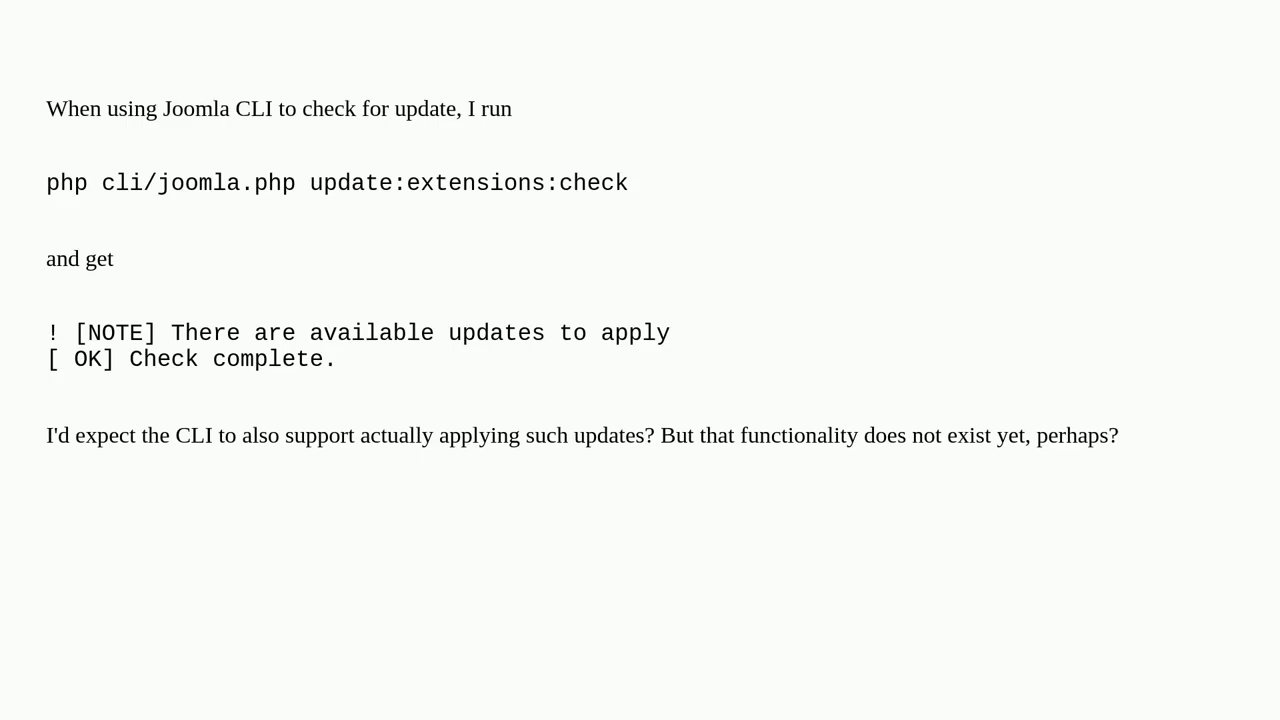 When using Joomla CLI to check for update, I run
php cli/joomla.php update:extensions:check
and get
! [NOTE] There are available updates to apply
[ OK] Check complete.
I'd expect the CLI to also support actually applying such updates? But that functionality does not exist yet, perhaps?